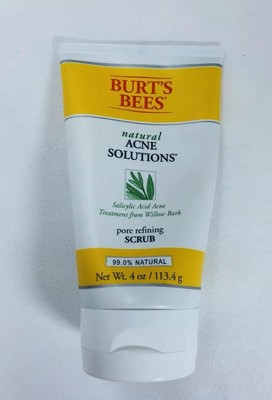 BURT'S
BEES®
natural
ACNE
SOLUTIONS®
Salicylic Acid Acne
Treatment from Willow Bark
pore refining
SCRUB
99.0% NATURAL
Net Wt. 4 oz / 113.4 g